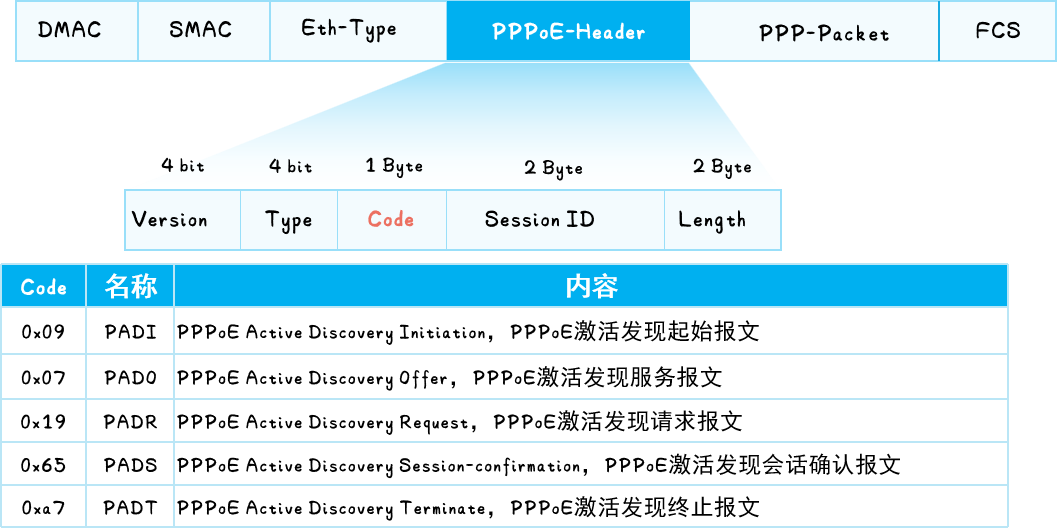 DMAC SMAC Eth-Type PPPoE-Header PPP-Packet FCS
4 bit 4 bit 1 Byte 2 Byte 2 Byte
Version Type Code Session ID Length
Code 名称 内容
0x09 PADI PPPoE Active Discovery Initiation，PPPoE激活发现起始报文
0x07 PADO PPPoE Active Discovery Offer，PPPoE激活发现服务报文
0x19 PADR PPPoE Active Discovery Request，PPPoE激活发现请求报文
0x65 PADS PPPoE Active Discovery Session-confirmation，PPPoE激活发现会话确认报文
0xa7 PADT PPPoE Active Discovery Terminate，PPPoE激活发现终止报文